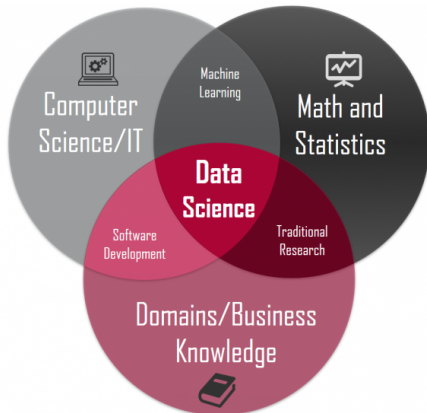 Machine
Learning
Computer
Science/IT
Math and
Statistics
Data
Science
Software
Development
Traditional
Research
Domains/Business
Knowledge